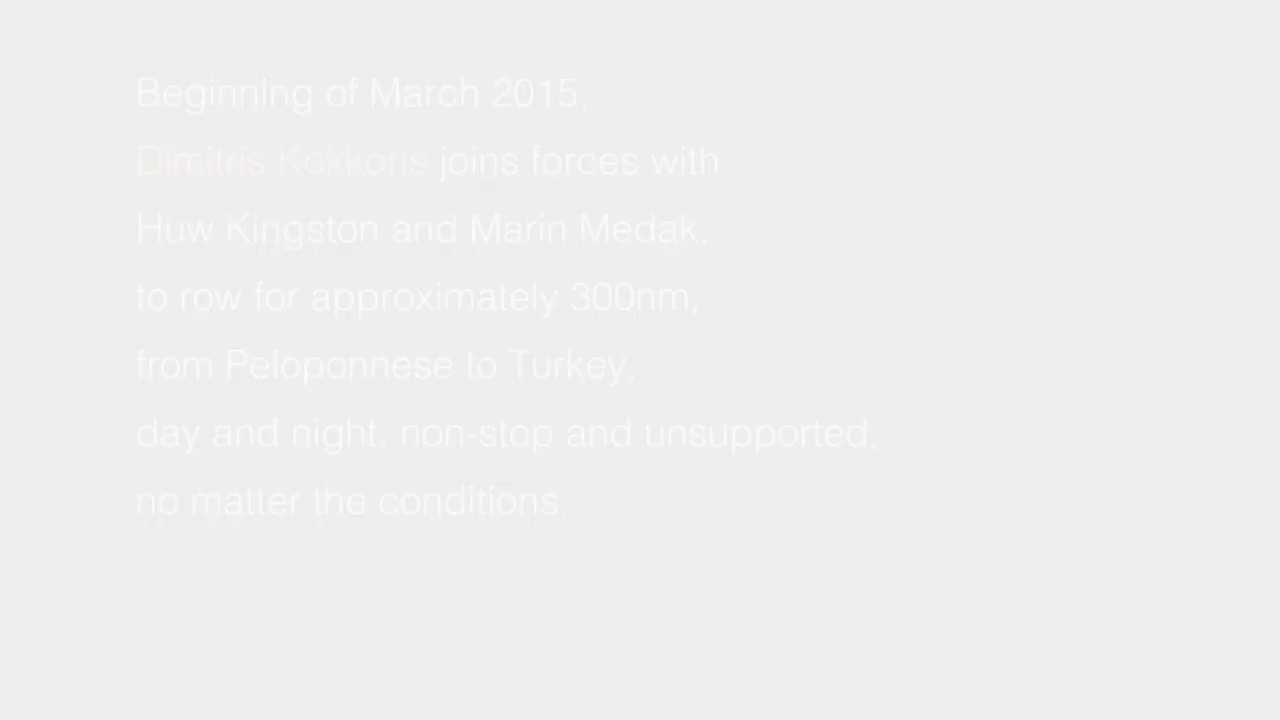 Beginning of March 2015,
Dimitris Kokkoris joins forces with
Huw Kingston and Marin Medak,
to row for approximately 300nm,
from Peloponnese to Turkey,
day and night, non-stop and unsupported,
no matter the conditions.